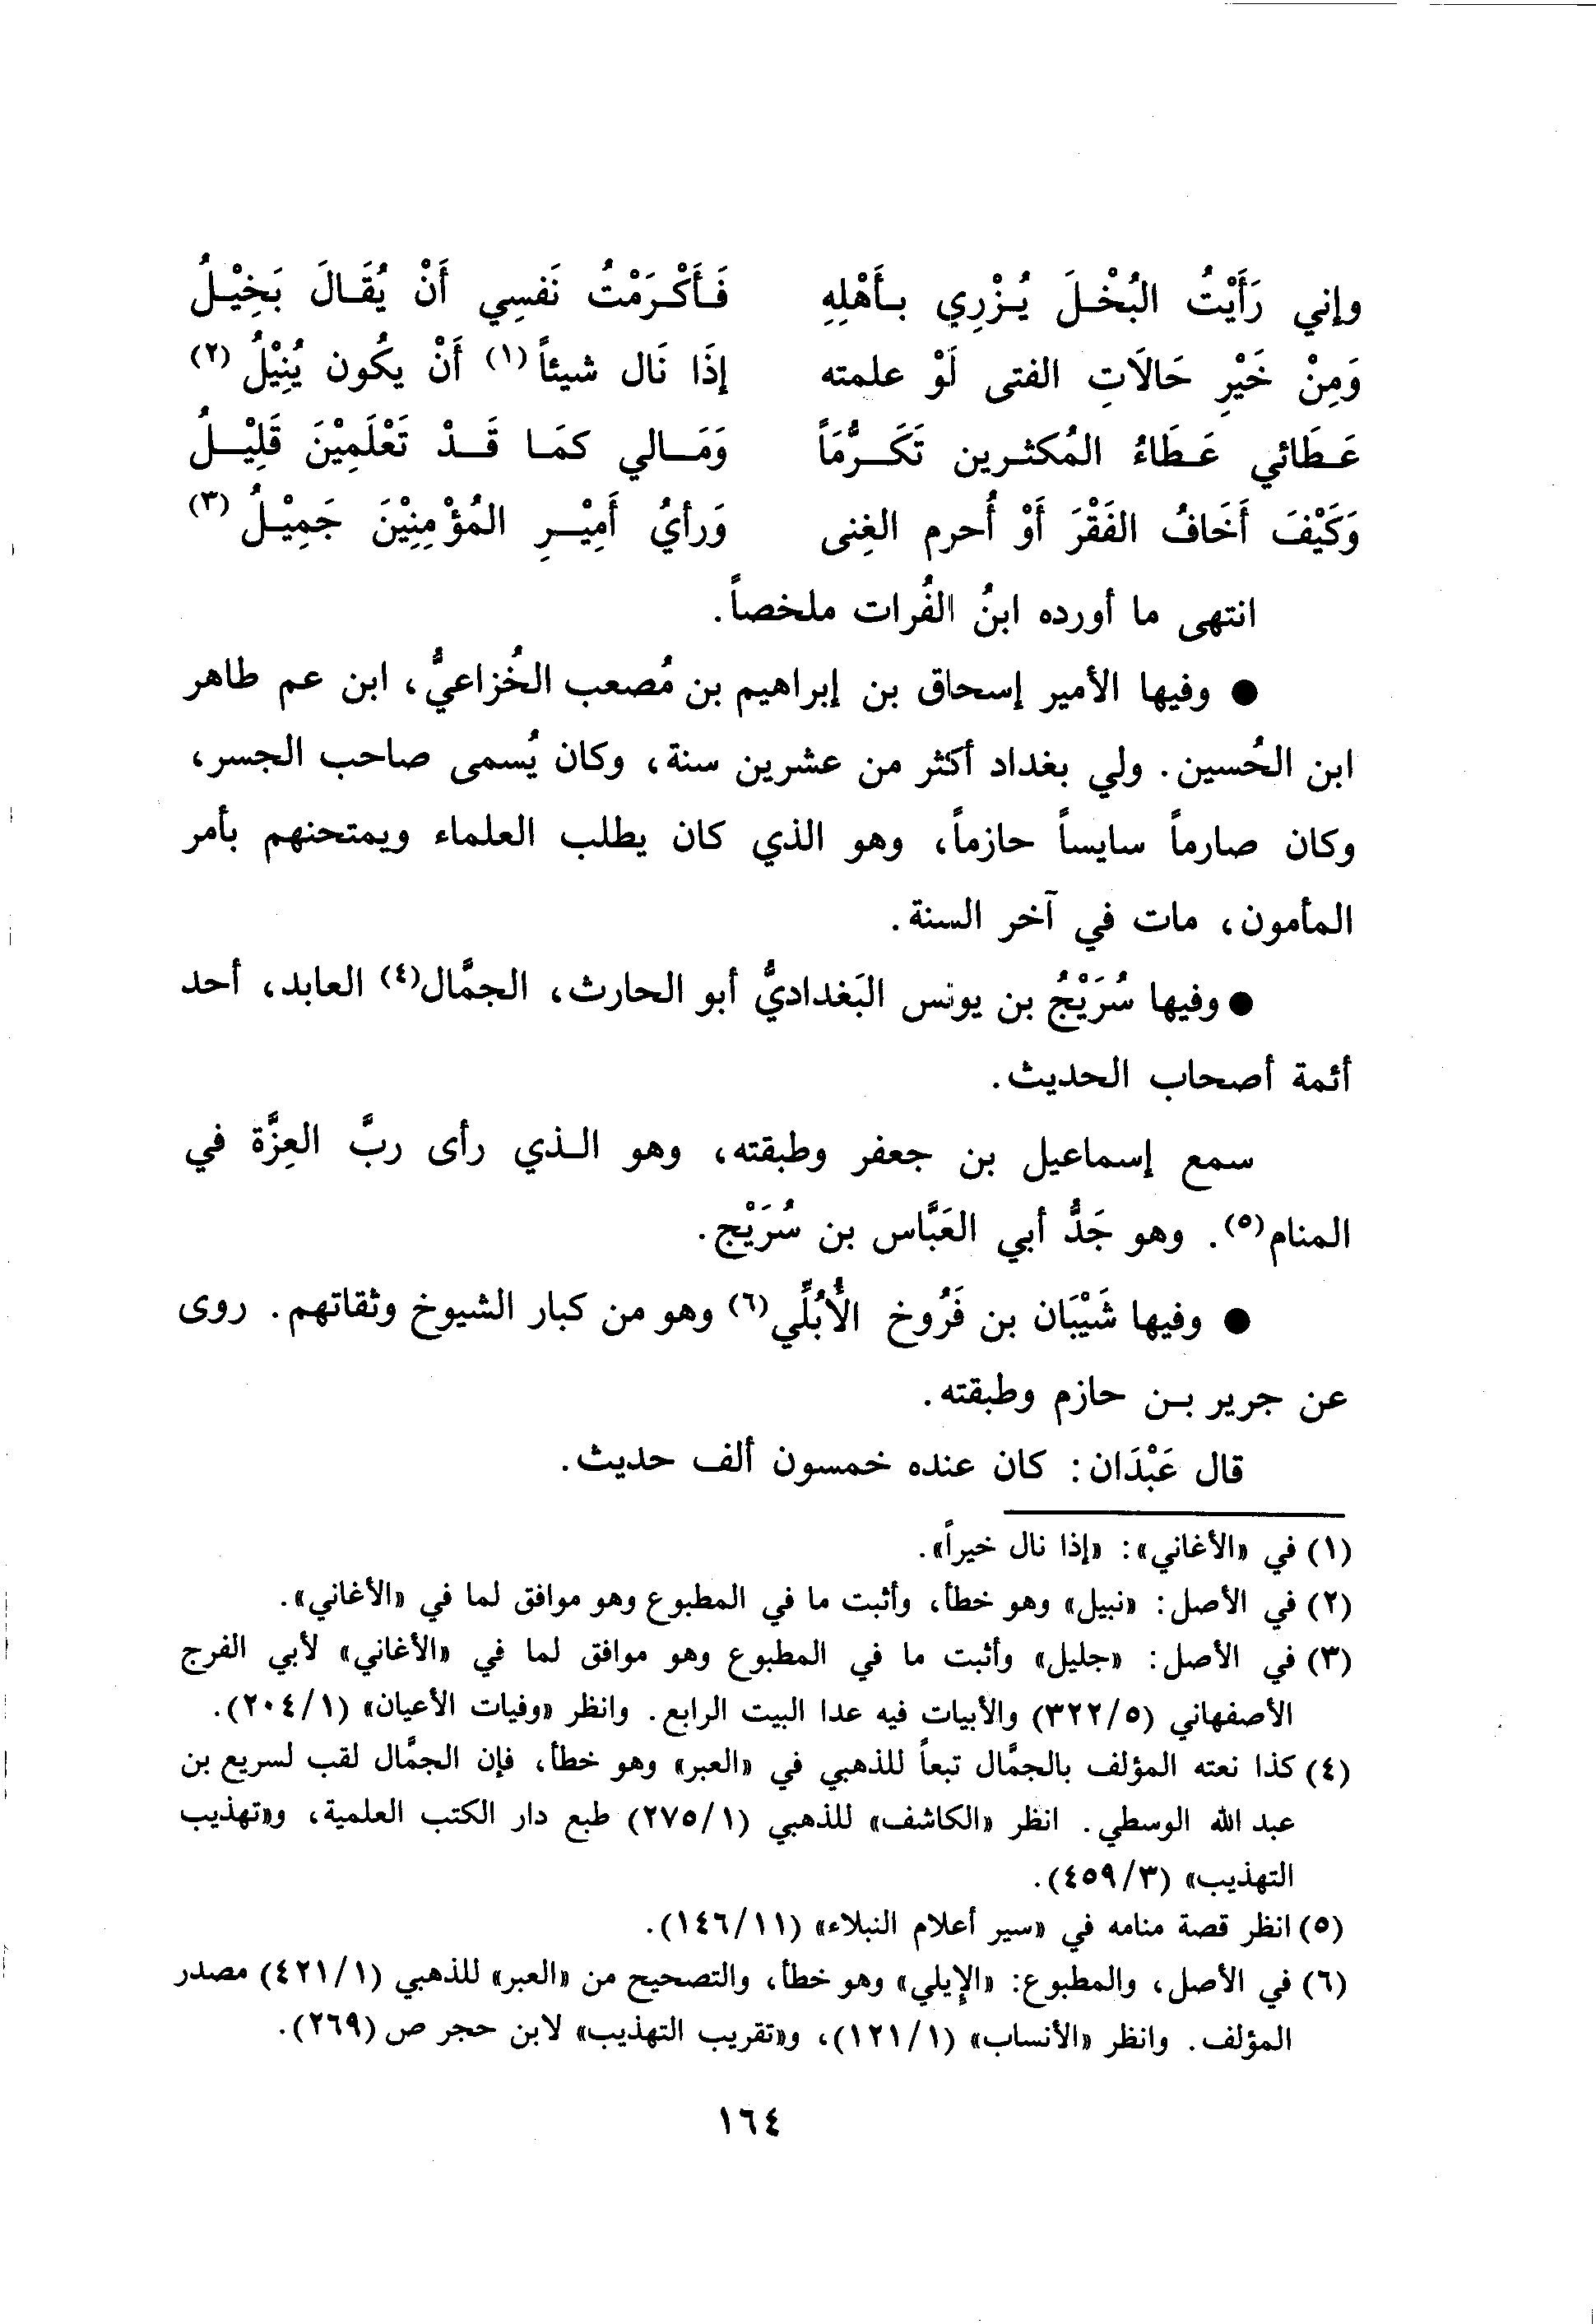 وإني رَأَيْتُ البُخْلَ يُزْرِي بأَهْلِهِ فَأَكْرَمْتُ نَفسِي أَنْ يُقَالَ بَخِيْلُ
وَمِنْ خَيْرِ حَالَاتِ الفتى لَوْ علمته إذَا نَال شيئاً (١) أَنْ يكُون يُنِيْلُ (٢)
عَطَائي عَطَاءُ المُكثرين تَكَرُّمَاً وَمَالي كمَا قَدْ تَعْلَمِيْنَ قَلِيْلُ
وَكَيْفَ أَخَافُ الفَقْرَ أَوْ أُحرم الغِنى وَرأيُ أَمِيْرِ المُؤْمِنِيْنَ جَمِيْلُ (٣)
انتهى ما أورده ابنُ الفُرات ملخصاً.
● وفيها الأمير إسحاق بن إبراهيم بن مُصعب الخُزاعيُّ، ابن عم طاهر
ابن الحُسين. ولي بغداد أكثر من عشرين سنة، وكان يُسمى صاحب الجسر،
وكان صارماً سايساً حازماً، وهو الذي كان يطلب العلماء ويمتحنهم بأمر
المأمون، مات في آخر السنة.
● وفيها سُرَيْجُ بن يونس البَغداديُّ أبو الحارث، الجمَّال(٤) العابد، أحد
أئمة أصحاب الحديث.
سمع إسماعيل بن جعفر وطبقته، وهو الذي رأى ربَّ العِزَّة في
المنام(٥). وهو جَدُّ أبي العَبَّاس بن سُرَيْج.
● وفيها شَيْبَان بن فَرُوخ الأُبُلِّي(٦) وهو من كبار الشيوخ وثقاتهم. روى
عن جرير بن حازم وطبقته.
قال عَبْدَان: كان عنده خمسون ألف حديث.
(١) في «الأغاني»: «إذا نال خيراً».
(٢) في الأصل: «نبيل» وهو خطأ، وأثبت ما في المطبوع وهو موافق لما في «الأغاني».
(٣) في الأصل: «جليل» وأثبت ما في المطبوع وهو موافق لما في «الأغاني» لأبي الفرج
الأصفهاني (٣٢٢/٥) والأبيات فيه عدا البيت الرابع. وانظر «وفيات الأعيان» (٢٠٤/١).
(٤) كذا نعته المؤلف بالجمَّال تبعاً للذهبي في «العبر» وهو خطأ، فإن الجمَّال لقب لسريع بن
عبد الله الوسطي. انظر «الكاشف» للذهبي (٢٧٥/١) طبع دار الكتب العلمية، و«تهذيب
التهذيب» (٤٥٩/٣).
(٥) انظر قصة منامه في «سير أعلام النبلاء» (١٤٦/١١).
(٦) في الأصل، والمطبوع: «الإيلي» وهو خطأ، والتصحيح من «العبر» للذهبي (٤٢١/١) مصدر
المؤلف. وانظر «الأنساب» (١٢١/١)، و«تقريب التهذيب» لابن حجر ص (٢٦٩).
١٦٤